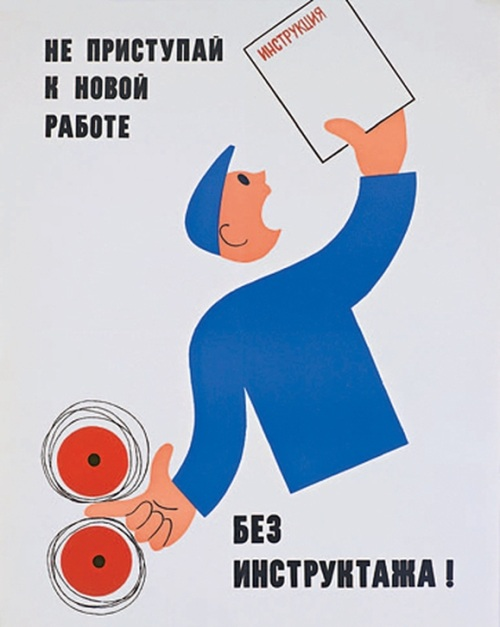 НЕ ПРИСТУПАЙ
К НОВОЙ
РАБОТЕ
ИНСТРУКЦИЯ
БЕЗ
ИНСТРУКТАЖА!